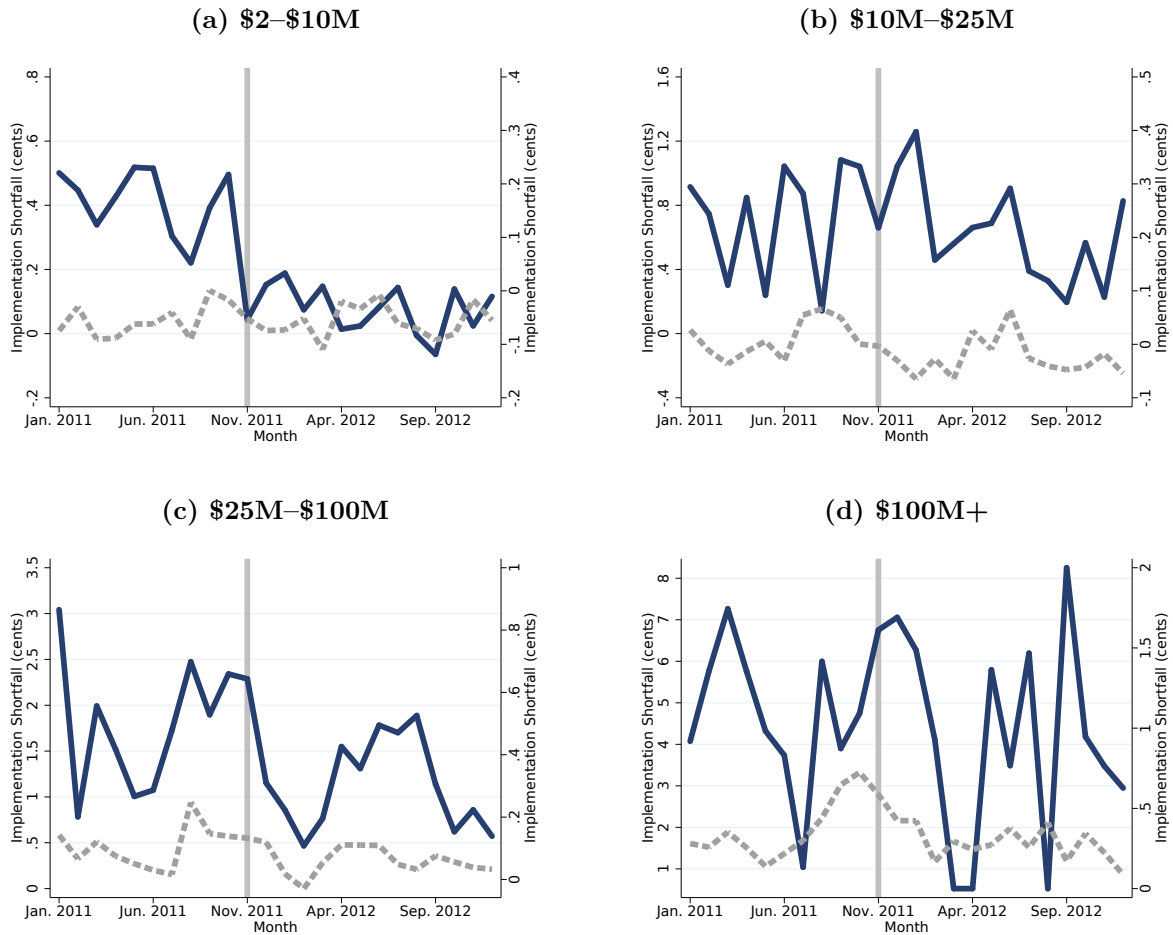 (a) $2–$10M
Implementation Shortfall (cents)
.8
.6
.4
.2
0
-.2
.4
.3
.2
.1
0
-.1
-.2
Implementation Shortfall (cents)
Jan. 2011 Jun. 2011 Nov. 2011 Apr. 2012 Sep. 2012
Month
(b) $10M–$25M
Implementation Shortfall (cents)
1.6
1.2
.8
.4
0
-.4
.5
.4
.3
.2
.1
0
-.1
Implementation Shortfall (cents)
Jan. 2011 Jun. 2011 Nov. 2011 Apr. 2012 Sep. 2012
Month
(c) $25M–$100M
Implementation Shortfall (cents)
3.5
3
2.5
2
1.5
1
.5
0
1
.8
.6
.4
.2
0
Implementation Shortfall (cents)
Jan. 2011 Jun. 2011 Nov. 2011 Apr. 2012 Sep. 2012
Month
(d) $100M+
Implementation Shortfall (cents)
8
7
6
5
4
3
2
1
2
1.5
1
.5
0
Implementation Shortfall (cents)
Jan. 2011 Jun. 2011 Nov. 2011 Apr. 2012 Sep. 2012
Month